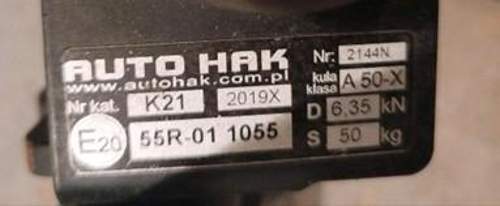 AUTO HAK Nr: 2144N
www.autohak.com.pl kula klasa A 50-X
Nr kat. K21 2019X D 6,35 kN
E20 55R-01 1055 S 50 kg